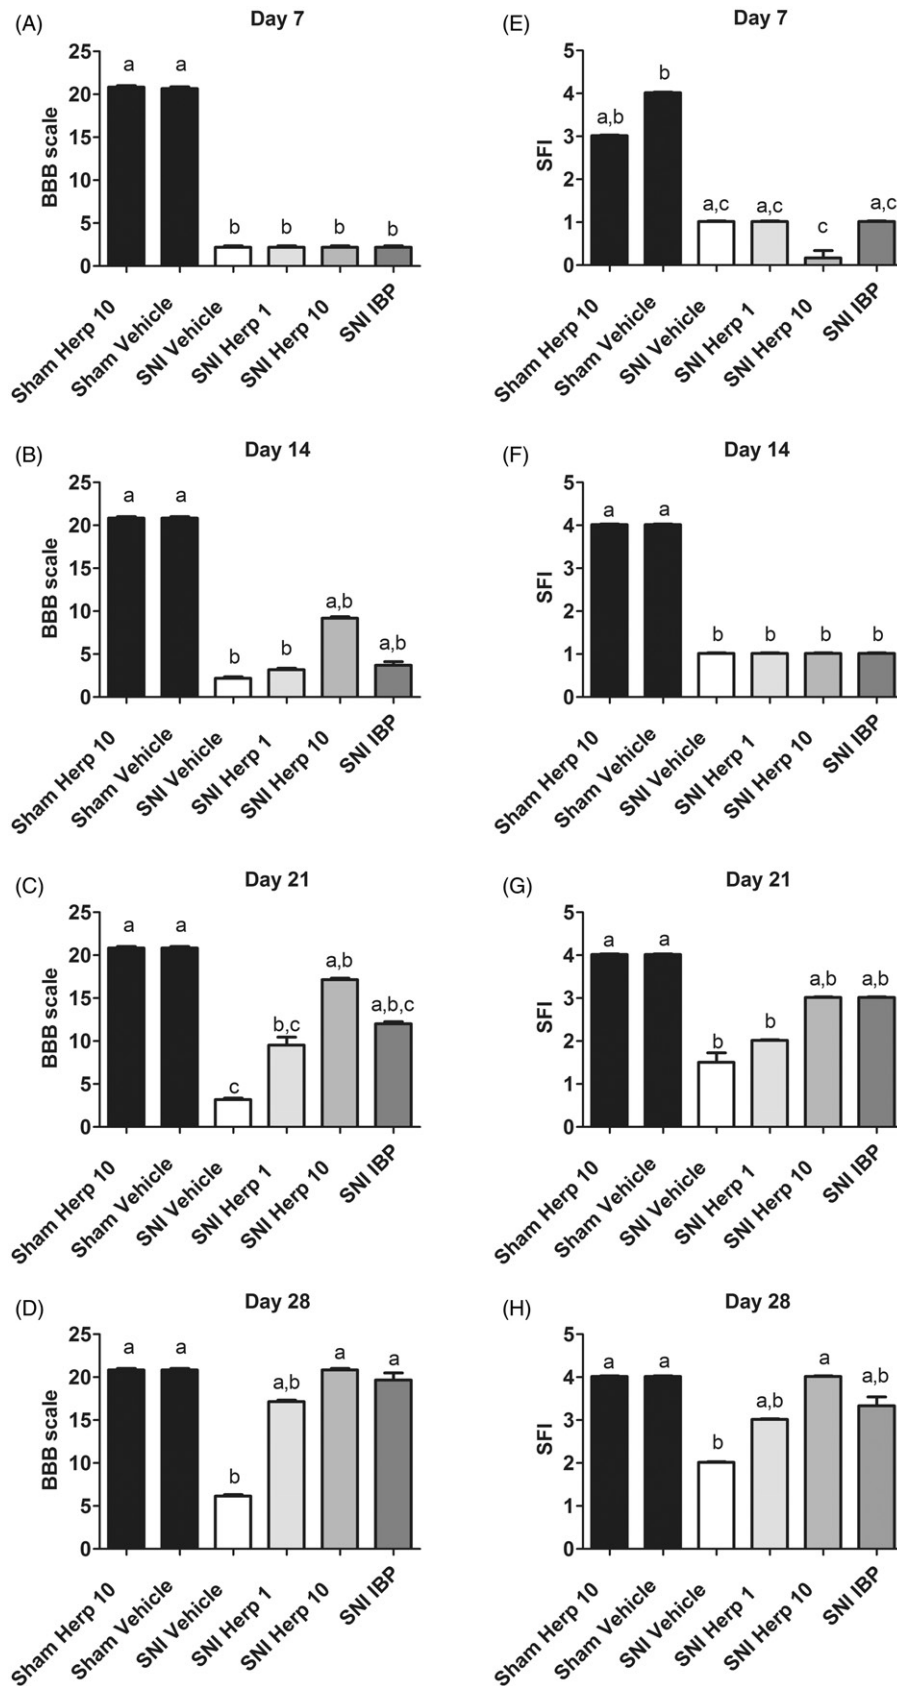 (A)
Day 7
BBB scale
25
20
15
10
5
0
a
a
b
b
b
b
Sham Herp 10
Sham Vehicle
SNI Vehicle
SNI Herp 1
SNI Herp 10
SNI IBP
(E)
Day 7
SFI
5
4
3
2
1
0
a,b
b
a,c
a,c
c
a,c
Sham Herp 10
Sham Vehicle
SNI Vehicle
SNI Herp 1
SNI Herp 10
SNI IBP
(B)
Day 14
BBB scale
25
20
15
10
5
0
a
a
b
b
a,b
a,b
Sham Herp 10
Sham Vehicle
SNI Vehicle
SNI Herp 1
SNI Herp 10
SNI IBP
(F)
Day 14
SFI
5
4
3
2
1
0
a
a
b
b
b
b
Sham Herp 10
Sham Vehicle
SNI Vehicle
SNI Herp 1
SNI Herp 10
SNI IBP
(C)
Day 21
BBB scale
25
20
15
10
5
0
a
a
c
b,c
a,b
a,b,c
Sham Herp 10
Sham Vehicle
SNI Vehicle
SNI Herp 1
SNI Herp 10
SNI IBP
(G)
Day 21
SFI
5
4
3
2
1
0
a
a
b
b
a,b
a,b
Sham Herp 10
Sham Vehicle
SNI Vehicle
SNI Herp 1
SNI Herp 10
SNI IBP
(D)
Day 28
BBB scale
25
20
15
10
5
0
a
a
b
a,b
a
a
Sham Herp 10
Sham Vehicle
SNI Vehicle
SNI Herp 1
SNI Herp 10
SNI IBP
(H)
Day 28
SFI
5
4
3
2
1
0
a
a
b
a,b
a
a,b
Sham Herp 10
Sham Vehicle
SNI Vehicle
SNI Herp 1
SNI Herp 10
SNI IBP